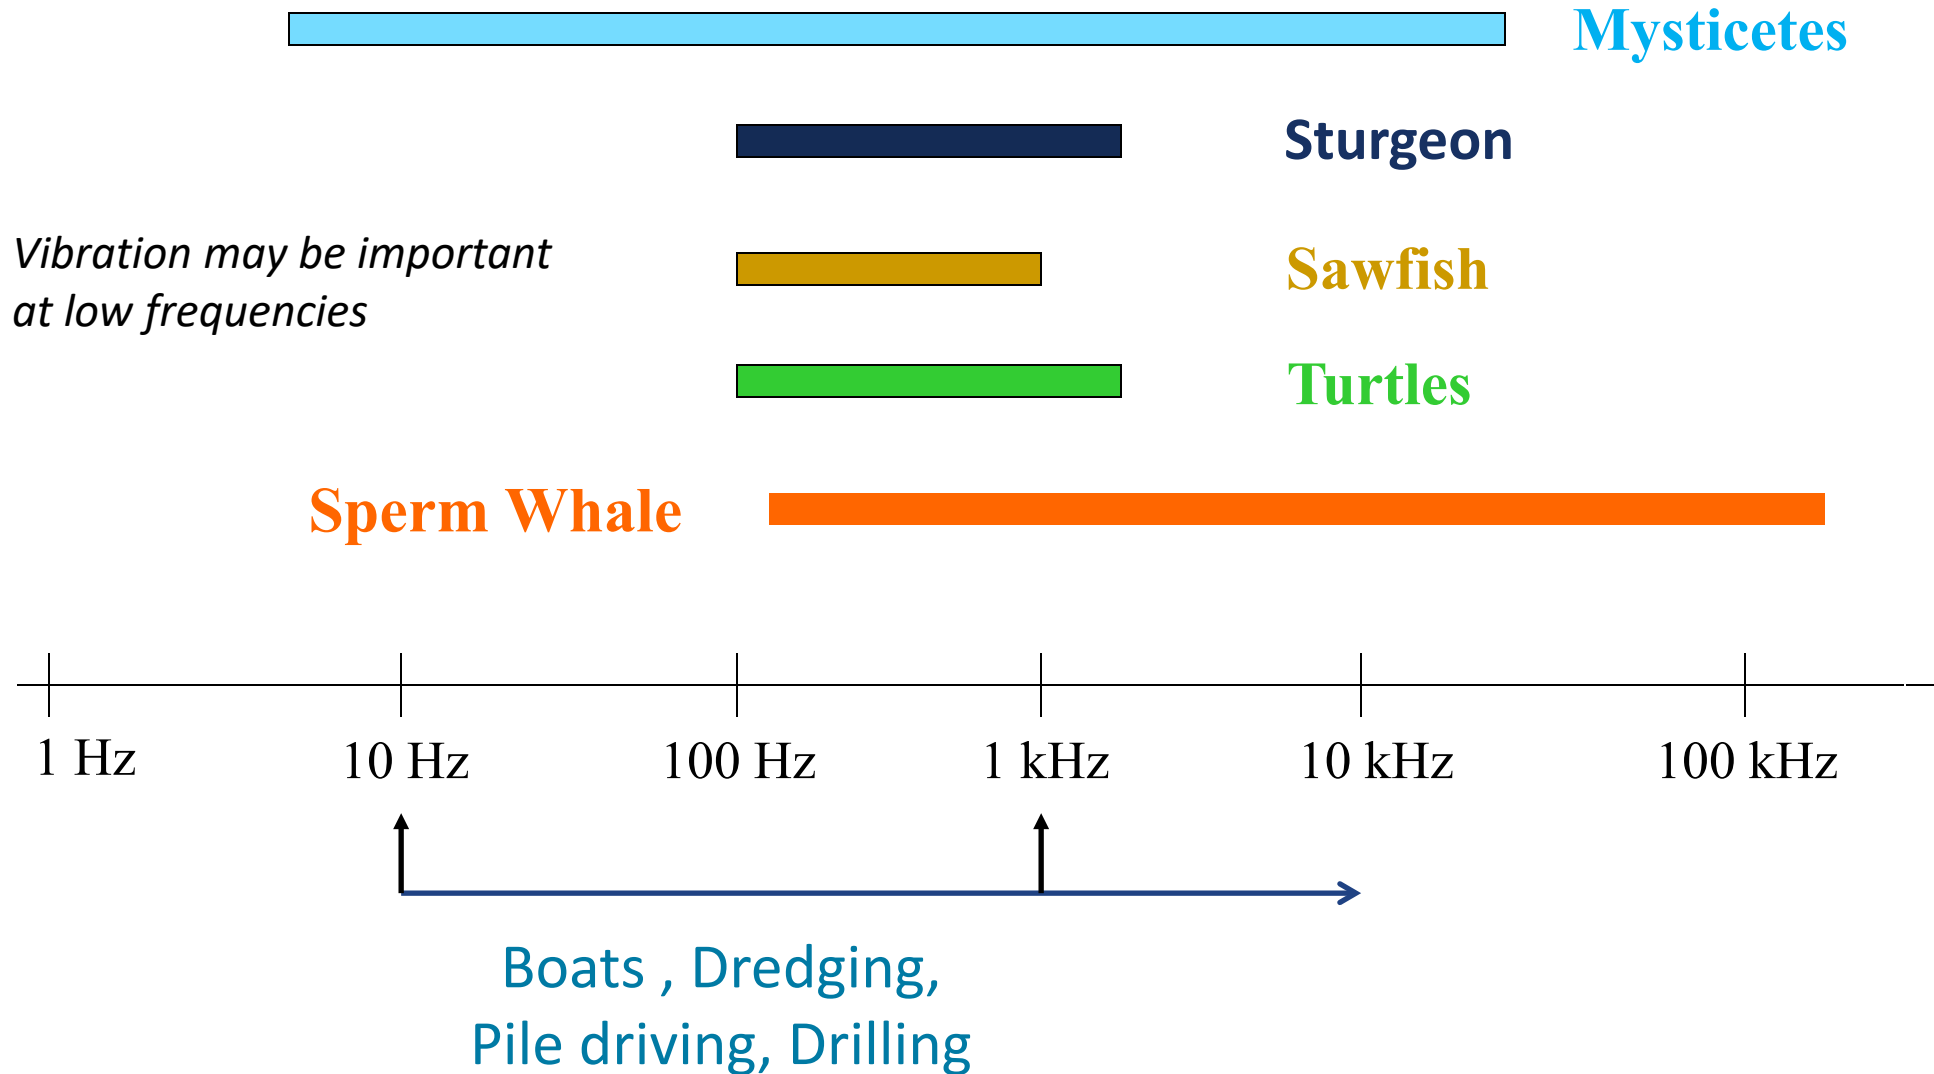 Mysticetes
Sturgeon
Vibration may be important
at low frequencies
Sawfish
Turtles
Sperm Whale
1 Hz
10 Hz
100 Hz
1 kHz
10 kHz
100 kHz
Boats , Dredging,
Pile driving, Drilling